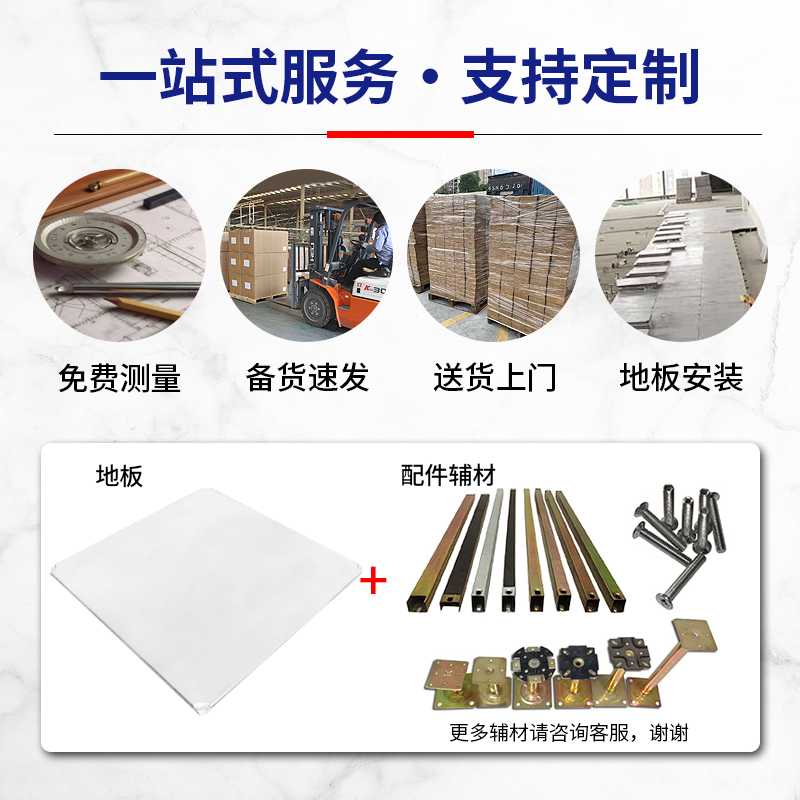 一站式服务·支持定制
免费测量
备货速发
送货上门
地板安装
地板
配件辅材
+
更多辅材请咨询客服，谢谢